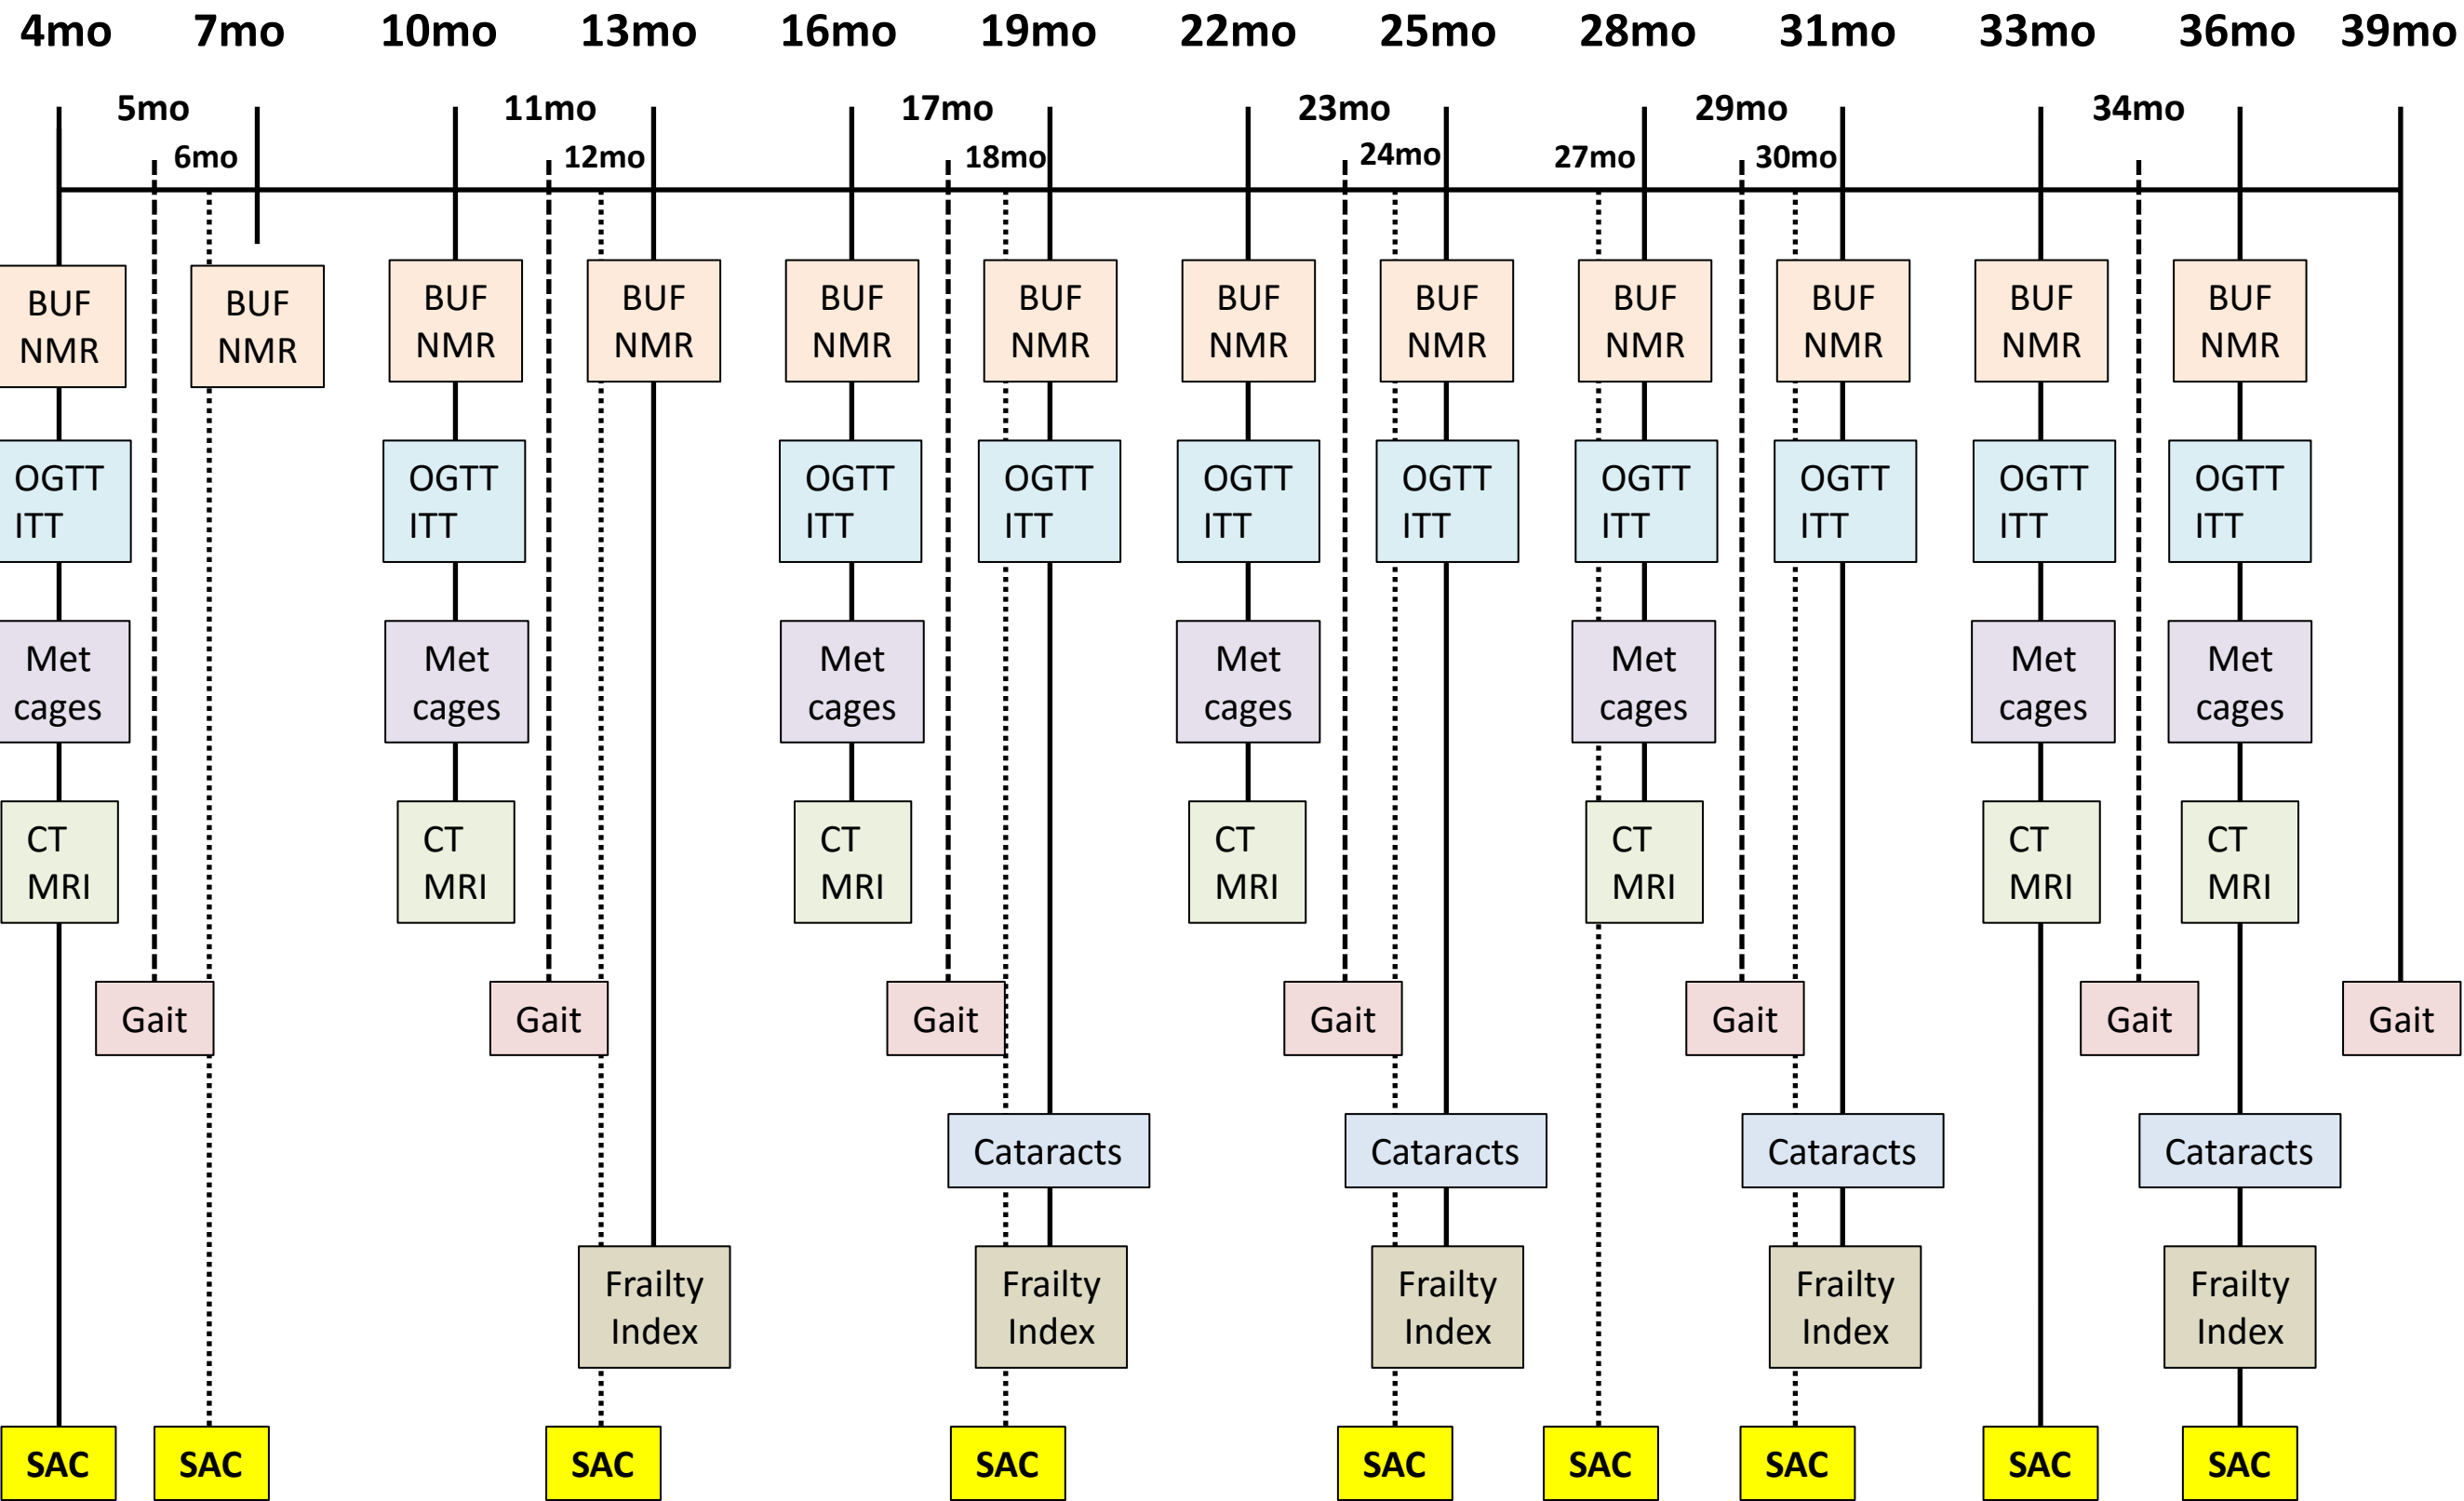 4mo 7mo 10mo 13mo 16mo 19mo 22mo 25mo 28mo 31mo 33mo 36mo 39mo
5mo 11mo 17mo 23mo 29mo 34mo
6mo 12mo 18mo 24mo 27mo 30mo
BUF BUF BUF BUF BUF BUF BUF BUF BUF BUF BUF BUF
NMR NMR NMR NMR NMR NMR NMR NMR NMR NMR NMR NMR
OGTT OGTT OGTT OGTT OGTT OGTT OGTT OGTT OGTT OGTT
ITT ITT ITT ITT ITT ITT ITT ITT ITT ITT
Met Met Met Met Met Met Met
cages cages cages cages cages cages cages
CT CT CT CT CT CT CT
MRI MRI MRI MRI MRI MRI MRI
Gait Gait Gait Gait Gait Gait Gait
Cataracts Cataracts Cataracts Cataracts
Frailty Frailty Frailty Frailty Frailty
Index Index Index Index Index
SAC SAC SAC SAC SAC SAC SAC SAC SAC